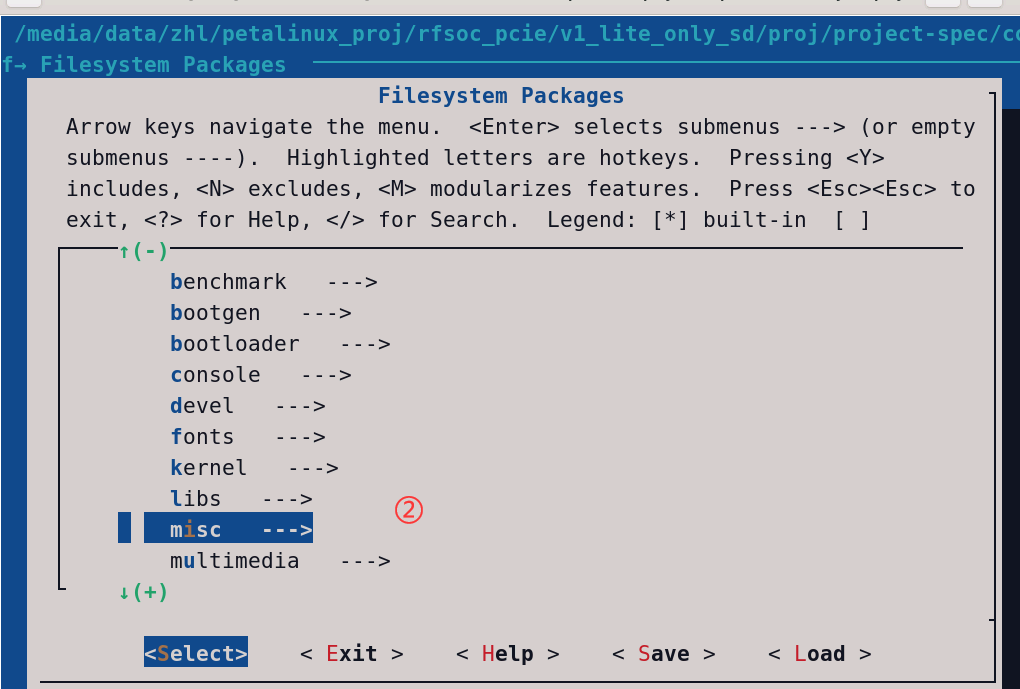 /media/data/zhl/petalinux_proj/rfsoc_pcie/v1_lite_only_sd/proj/project-spec/co
f→ Filesystem Packages
Filesystem Packages
Arrow keys navigate the menu.  <Enter> selects submenus ---> (or empty
submenus ----).  Highlighted letters are hotkeys.  Pressing <Y>
includes, <N> excludes, <M> modularizes features.  Press <Esc><Esc> to
exit, <?> for Help, </> for Search.  Legend: [*] built-in  [ ]
↑(-)
benchmark   --->
bootgen   --->
bootloader   --->
console   --->
devel   --->
fonts   --->
kernel   --->
libs   --->
misc   ---> ②
multimedia   --->
↓(+)
<Select>    < Exit >    < Help >    < Save >    < Load >